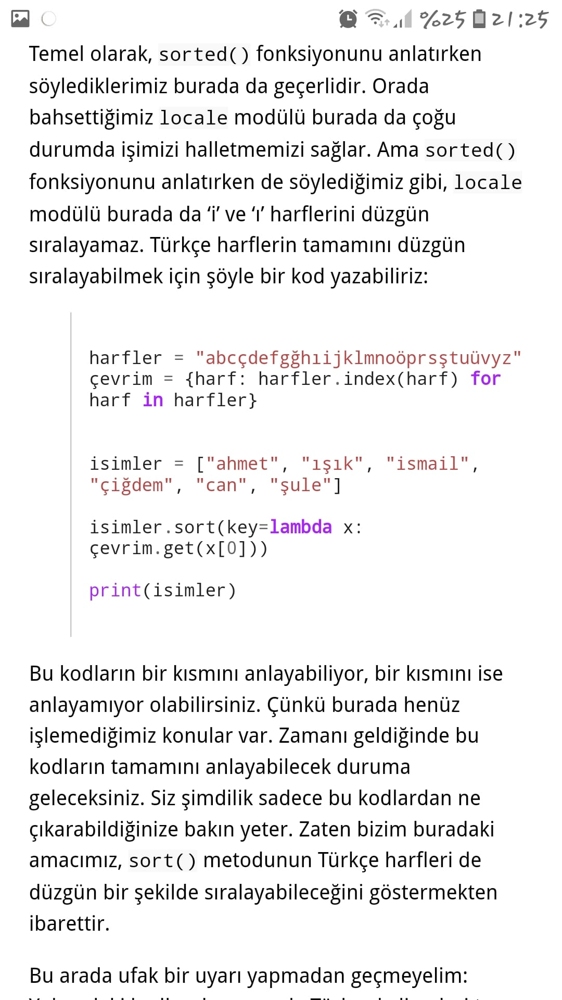 %25 21:25
Temel olarak, sorted() fonksiyonunu anlatırken
söylediklerimiz burada da geçerlidir. Orada
bahsettiğimiz locale modülü burada da çoğu
durumda işimizi halletmemizi sağlar. Ama sorted()
fonksiyonunu anlatırken de söylediğimiz gibi, locale
modülü burada da ‘i’ ve ‘ı’ harflerini düzgün
sıralayamaz. Türkçe harflerin tamamını düzgün
sıralayabilmek için şöyle bir kod yazabiliriz:
harfler = "abcçdefgğhıijklmnoöprsştuüvyz"
çevrim = {harf: harfler.index(harf) for
harf in harfler}
isimler = ["ahmet", "ışık", "ismail",
"çiğdem", "can", "şule"]
isimler.sort(key=lambda x:
çevrim.get(x[0]))
print(isimler)
Bu kodların bir kısmını anlayabiliyor, bir kısmını ise
anlayamıyor olabilirsiniz. Çünkü burada henüz
işlemediğimiz konular var. Zamanı geldiğinde bu
kodların tamamını anlayabilecek duruma
geleceksiniz. Siz şimdilik sadece bu kodlardan ne
çıkarabildiğinize bakın yeter. Zaten bizim buradaki
amacımız, sort() metodunun Türkçe harfleri de
düzgün bir şekilde sıralayabileceğini göstermekten
ibarettir.
Bu arada ufak bir uyarı yapmadan geçmeyelim: